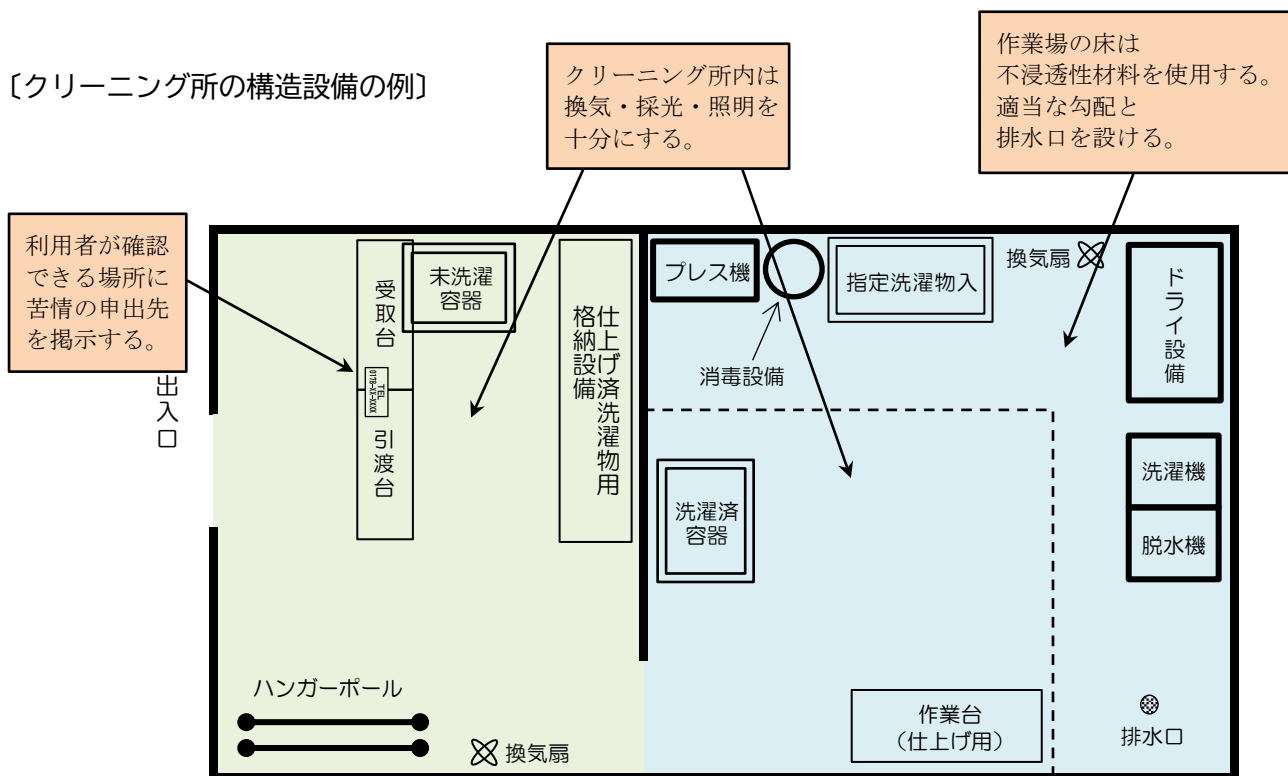 〔クリーニング所の構造設備の例〕
クリーニング所内は
換気・採光・照明を
十分にする。
作業場の床は
不浸透性材料を使用する。
適当な勾配と
排水口を設ける。
利用者が確認
できる場所に
苦情の申出先
を掲示する。
出入口
受取台
TEL
0178-XX-XXXX
引渡台
未洗濯
容器
仕上げ済洗濯物用
格納設備
ハンガーポール
換気扇
プレス機
消毒設備
指定洗濯物入
換気扇
ドライ設備
洗濯済
容器
洗濯機
脱水機
作業台
（仕上げ用）
排水口